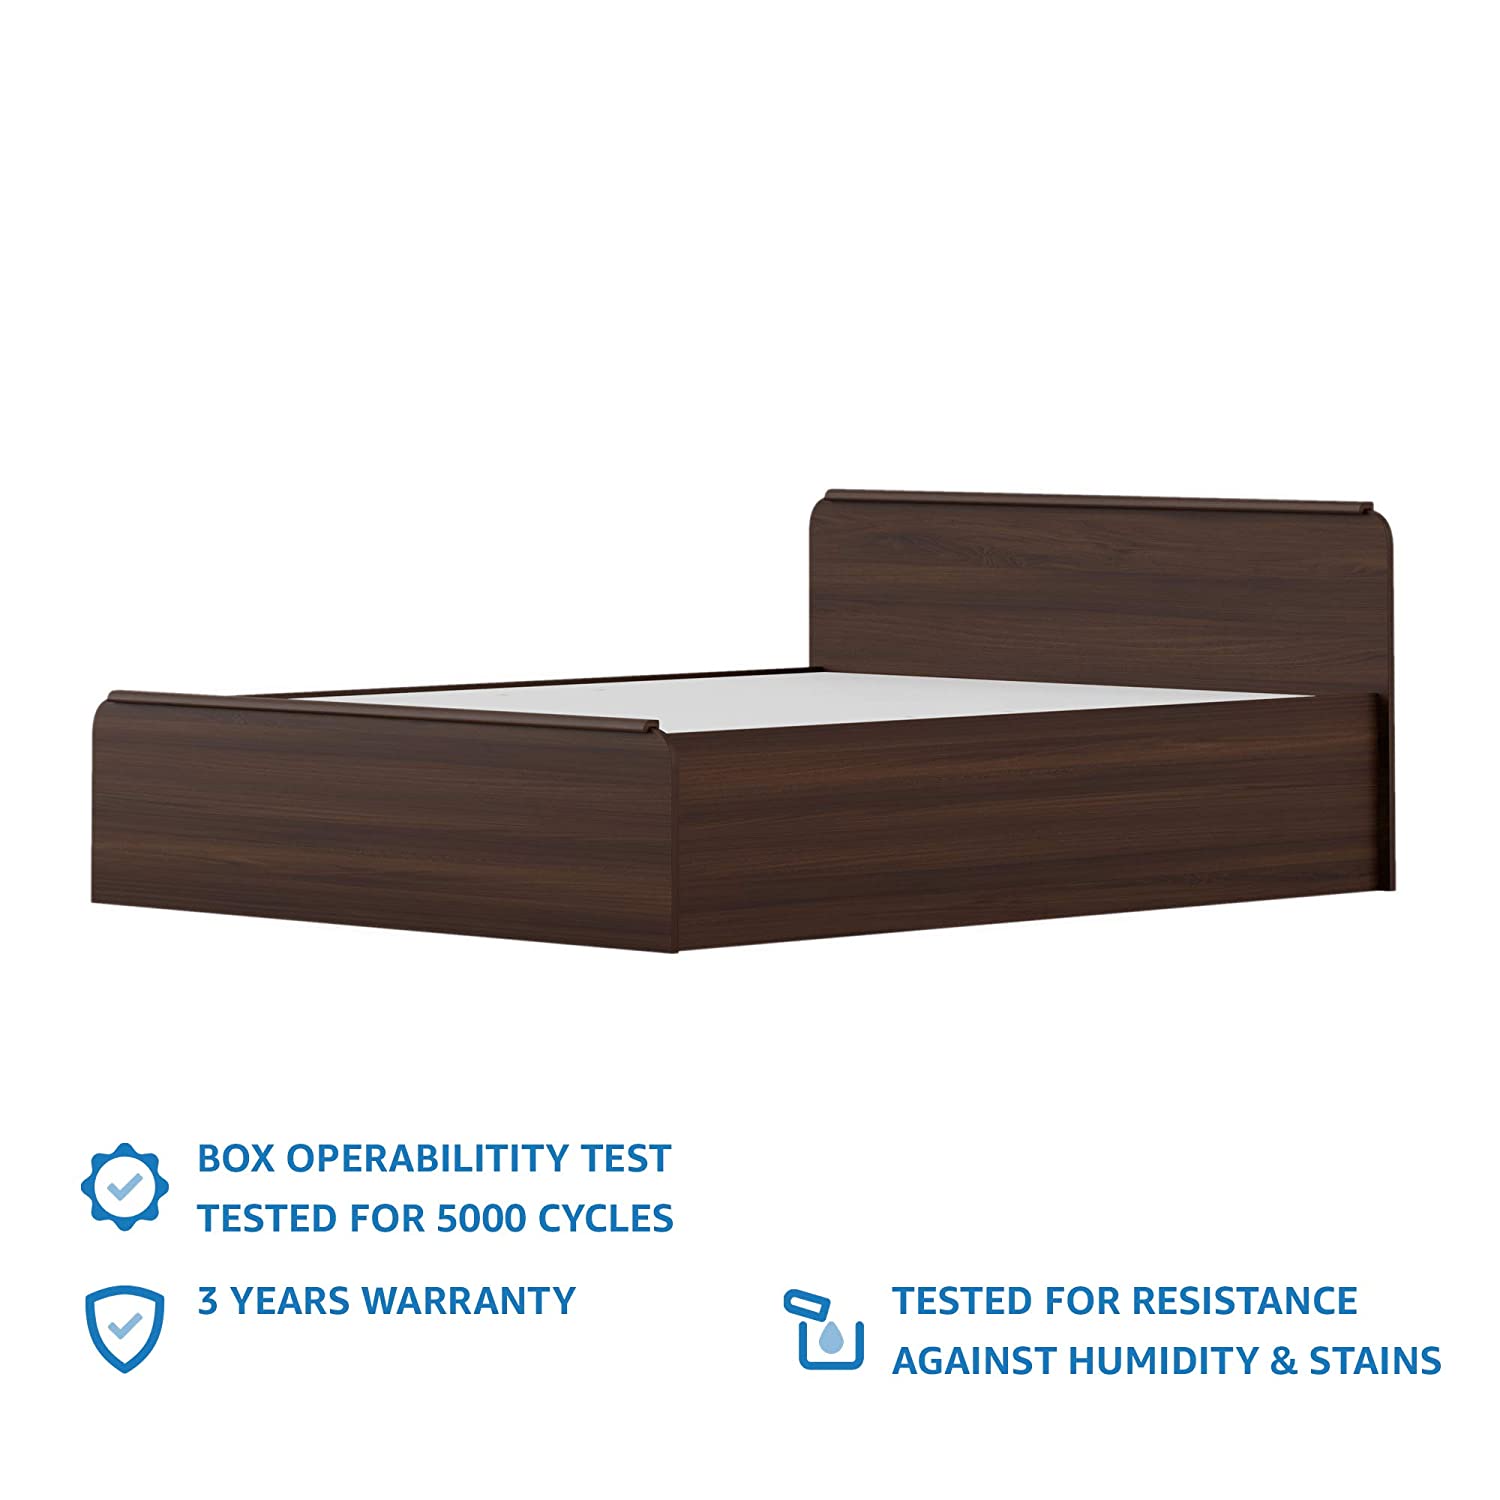 BOX OPERABILITITY TEST
TESTED FOR 5000 CYCLES
3 YEARS WARRANTY
TESTED FOR RESISTANCE
AGAINST HUMIDITY & STAINS